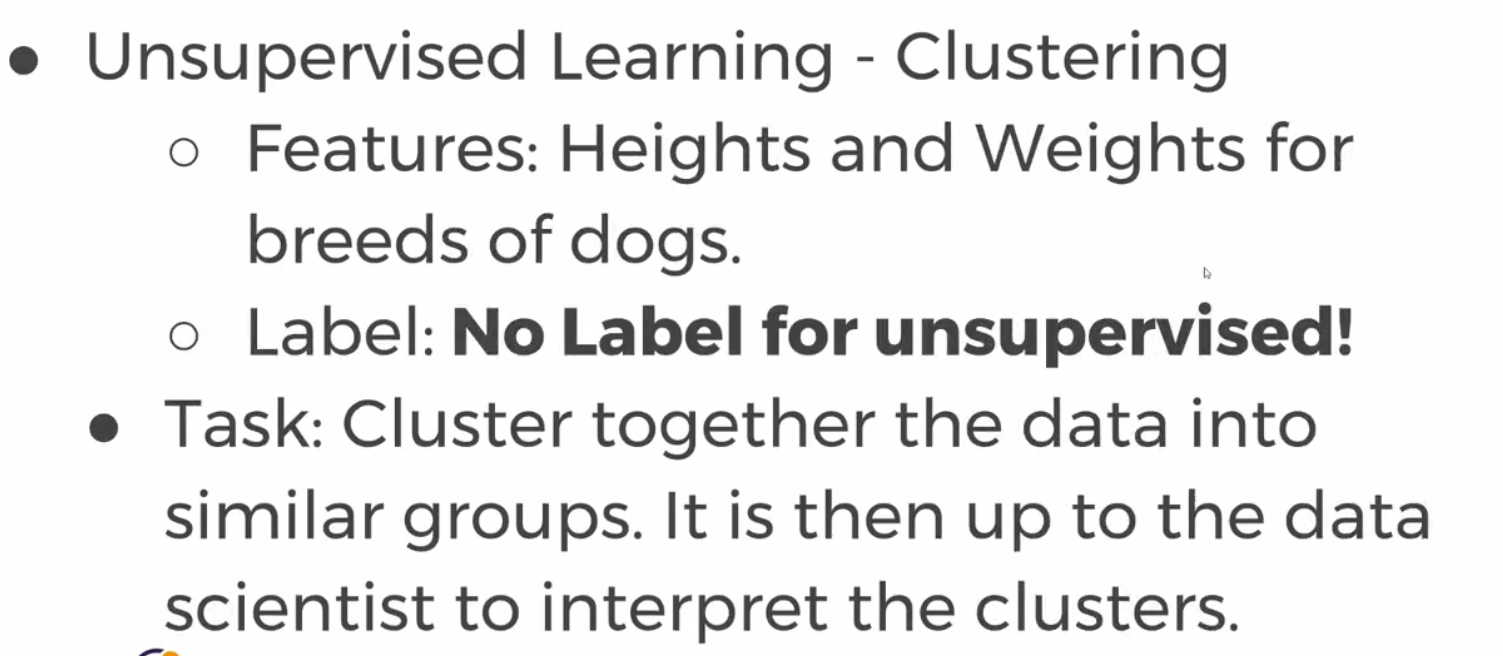 ● Unsupervised Learning - Clustering
○ Features: Heights and Weights for
breeds of dogs.
○ Label: No Label for unsupervised!
● Task: Cluster together the data into
similar groups. It is then up to the data
scientist to interpret the clusters.